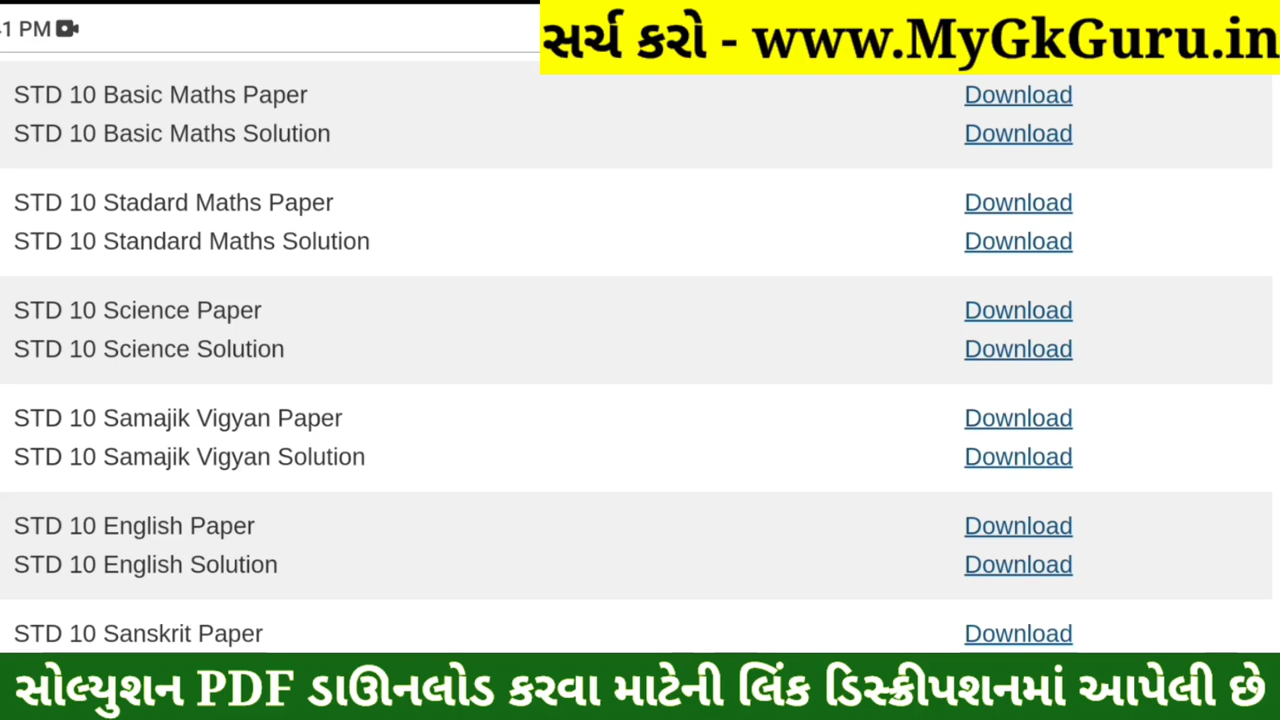 1 PM
સર્ચ કરો - www.MyGkGuru.in
STD 10 Basic Maths Paper Download
STD 10 Basic Maths Solution Download
STD 10 Stadard Maths Paper Download
STD 10 Standard Maths Solution Download
STD 10 Science Paper Download
STD 10 Science Solution Download
STD 10 Samajik Vigyan Paper Download
STD 10 Samajik Vigyan Solution Download
STD 10 English Paper Download
STD 10 English Solution Download
STD 10 Sanskrit Paper Download
સોલ્યુશન PDF ડાઊનલોડ કરવા માટેની લિંક ડિસ્ક્રીપશનમાં આપેલી છે